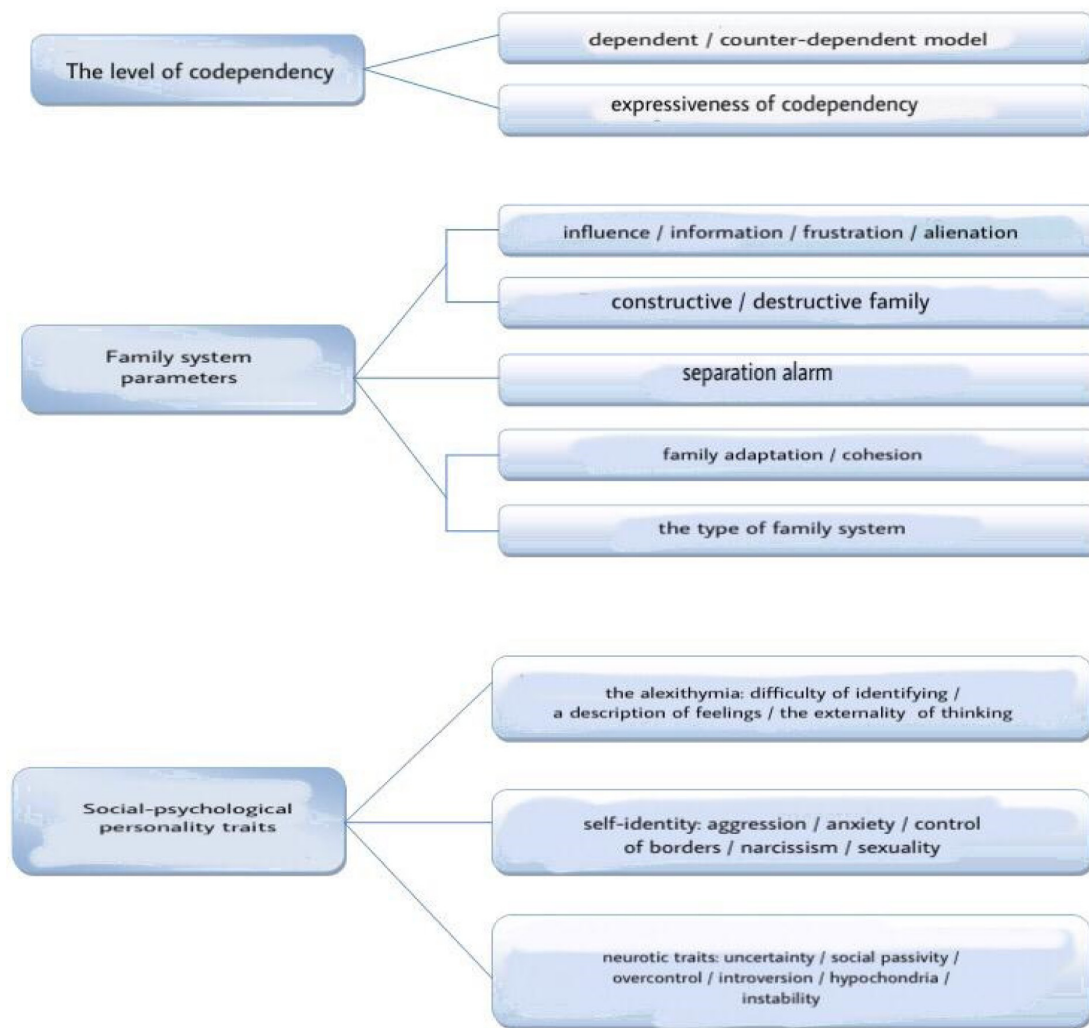 The level of codependency
dependent / counter-dependent model
expressiveness of codependency
Family system
parameters
influence / information / frustration / alienation
constructive / destructive family
separation alarm
family adaptation / cohesion
the type of family system
Social-psychological
personality traits
the alexithymia: difficulty of identifying /
a description of feelings / the externality of thinking
self-identity: aggression / anxiety / control
of borders / narcissism / sexuality
neurotic traits: uncertainty / social passivity /
overcontrol / introversion / hypochondria /
instability